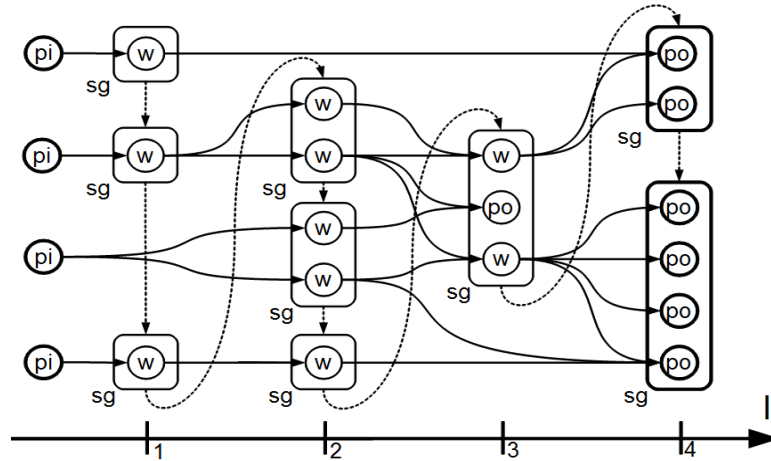 pi w po
sg
w po
pi w w w sg
sg sg
w po po
pi
w w po
sg
sg po
pi w w po
sg sg sg
l
1 2 3 4